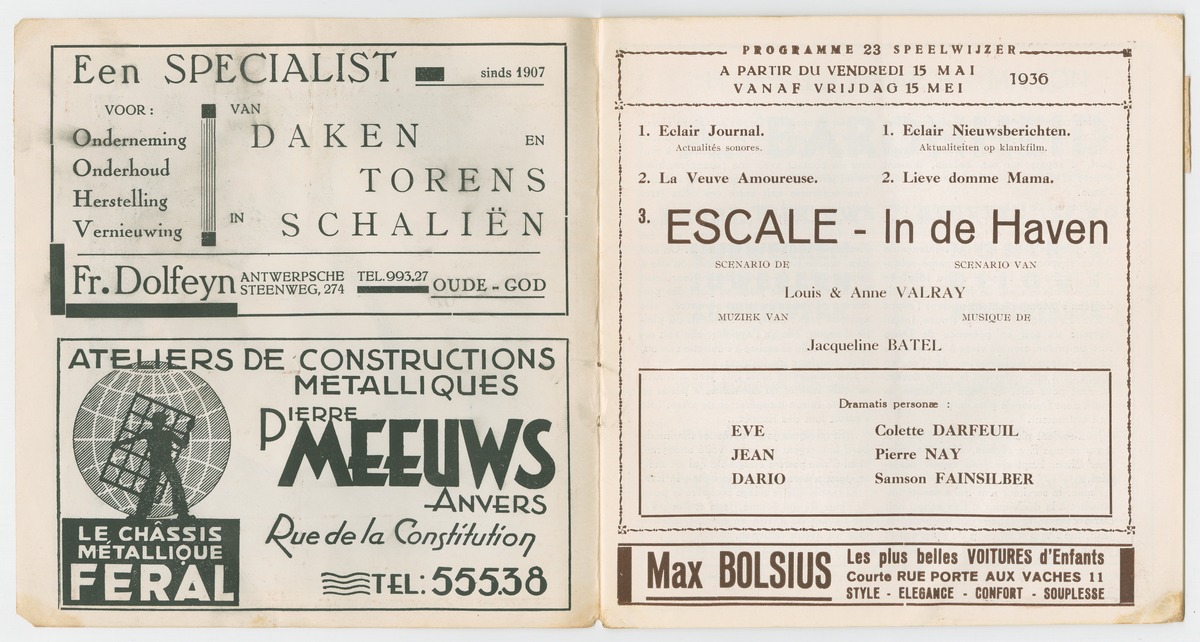 Een SPECIALIST sinds 1907
VOOR : VAN
Onderneming DAKEN EN
Onderhoud TORENS
Herstelling IN SCHALIËN
Vernieuwing
Fr. Dolfeyn ANTWERPSCHE STEENWEG, 274 TEL. 993.27 OUDE - GOD
ATELIERS DE CONSTRUCTIONS
METALLIQUES
PIERRE
MEEUWS
ANVERS
Rue de la Constitution
TEL: 555.38
LE CHÂSSIS
MÉTALLIQUE
FERAL
PROGRAMME 23 SPEELWIJZER
A PARTIR DU VENDREDI 15 MAI
VANAF VRIJDAG 15 MEI
1936
1. Eclair Journal.
Actualités sonores.
2. La Veuve Amoureuse.
1. Eclair Nieuwsberichten.
Aktualiteiten op klankfilm.
2. Lieve domme Mama.
3. ESCALE - In de Haven
SCENARIO DE SCENARIO VAN
Louis & Anne VALRAY
MUZIEK VAN MUSIQUE DE
Jacqueline BATEL
Dramatis personæ :
EVE Colette DARFEUIL
JEAN Pierre NAY
DARIO Samson FAINSILBER
Max BOLSIUS
Les plus belles VOITURES d'Enfants
Courte RUE PORTE AUX VACHES 11
STYLE - ELEGANCE - CONFORT - SOUPLESSE